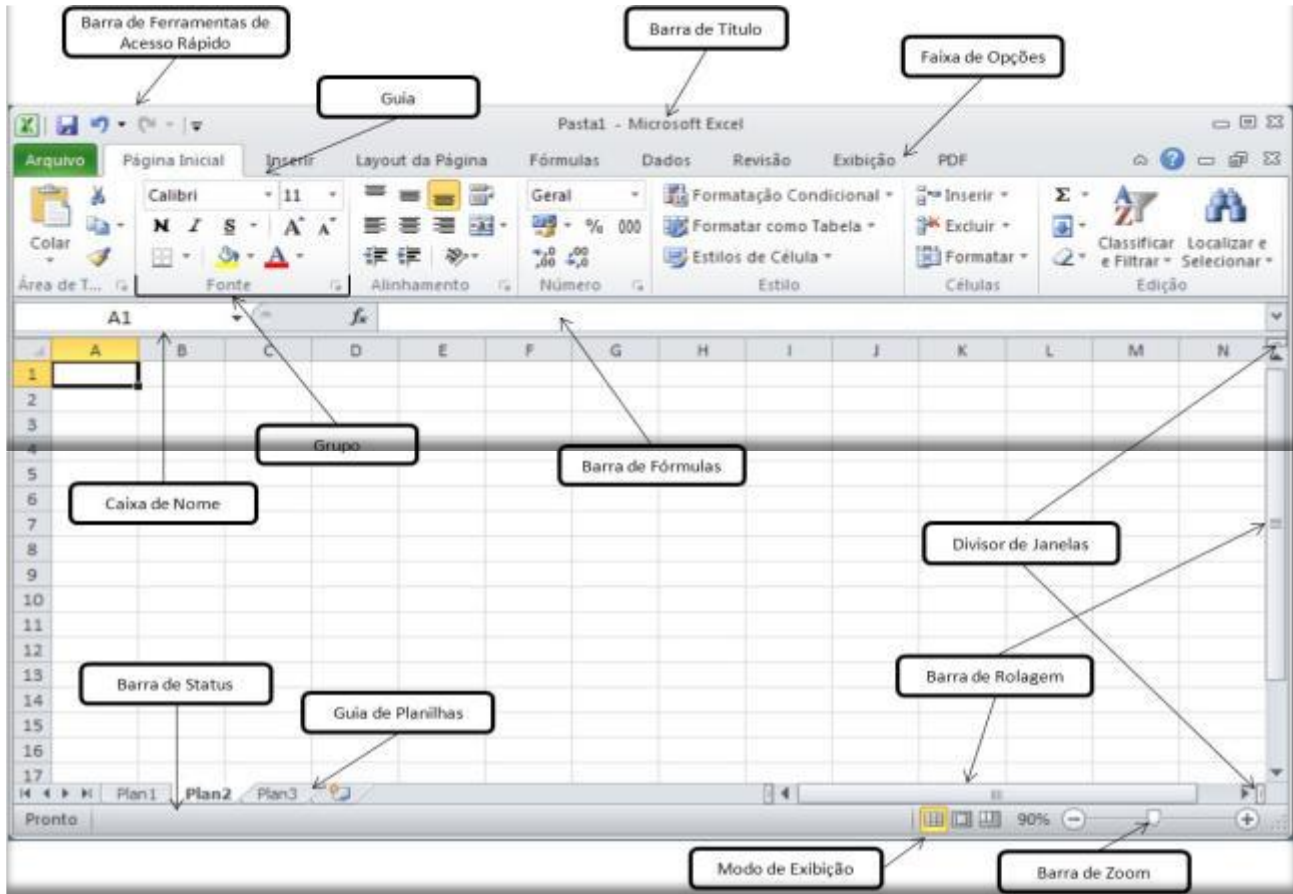 Barra de Ferramentas de
Acesso Rápido
Barra de Título
Faixa de Opções
Guia
Pasta1 - Microsoft Excel
Arquivo Página Inicial Inserir Layout da Página Fórmulas Dados Revisão Exibição PDF
Calibri 11 Geral Formatação Condicional Inserir Σ
N I S A A % 000 Formatar como Tabela Excluir
Colar Classificar Localizar e
A ,00 ,00 Estilos de Célula Formatar e Filtrar Selecionar
Área de T... Fonte Alinhamento Número Estilo Células Edição
A1 fx
A B C D E F G H I J K L M N
1
2
3
4
Grupo
Barra de Fórmulas
5
6
Caixa de Nome
7
8
Divisor de Janelas
9
10
11
12
13
Barra de Status
Barra de Rolagem
14
Guia de Planilhas
15
16
17
Plan1 Plan2 Plan3
Pronto 90%
Modo de Exibição
Barra de Zoom